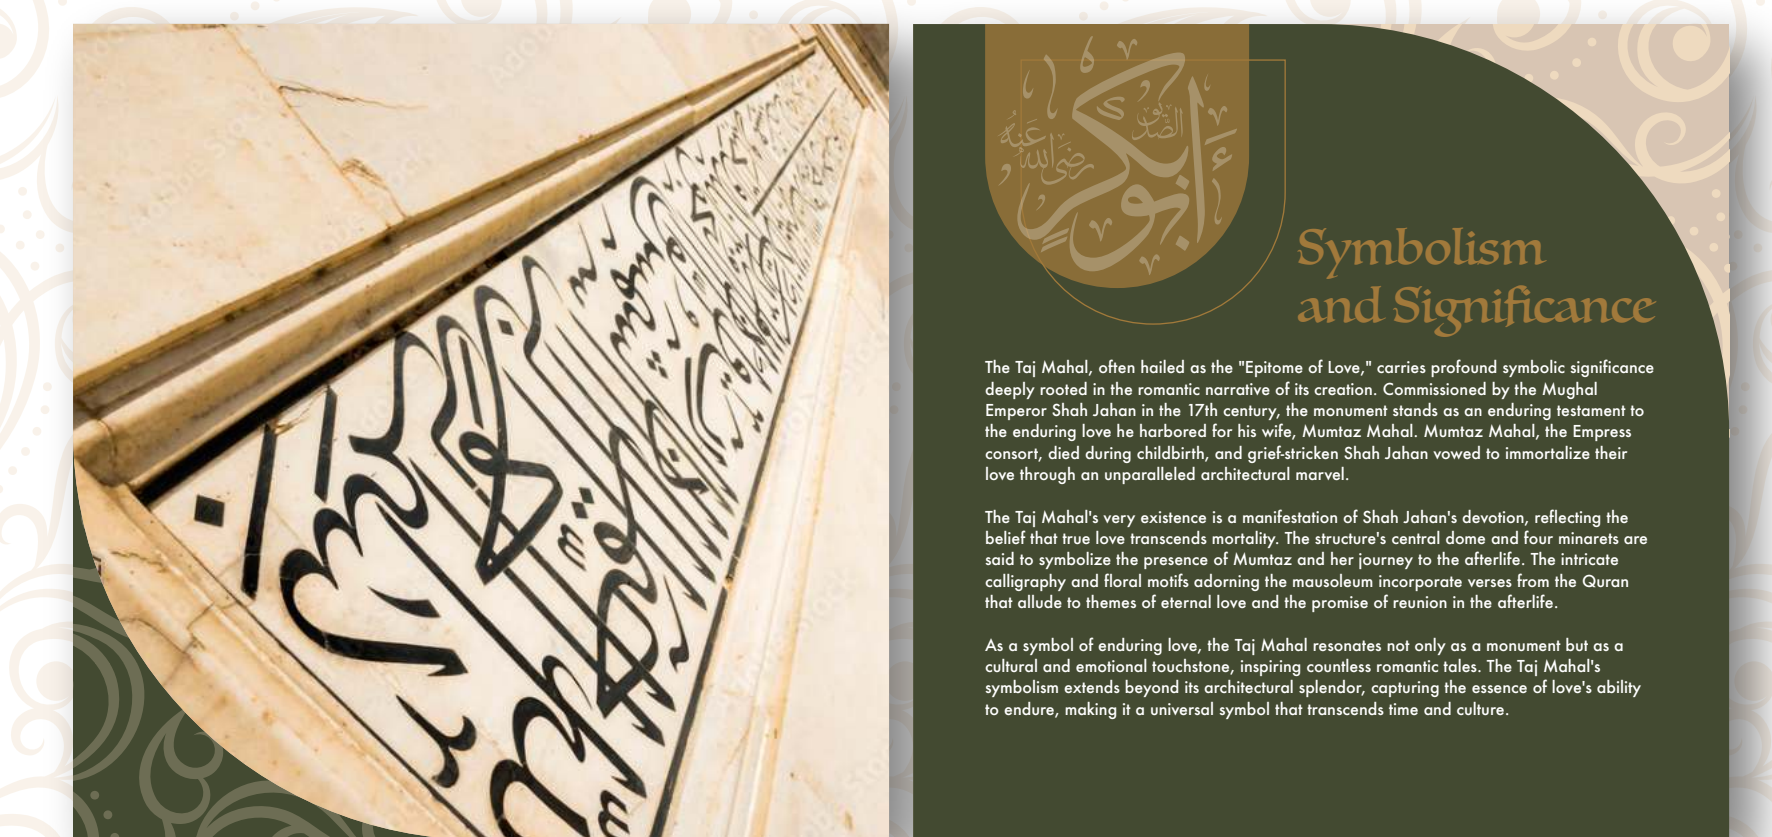 أبو بكر
الصديق
رضي الله
عنه
Symbolism
and Significance
The Taj Mahal, often hailed as the "Epitome of Love," carries profound symbolic significance
deeply rooted in the romantic narrative of its creation. Commissioned by the Mughal
Emperor Shah Jahan in the 17th century, the monument stands as an enduring testament to
the enduring love he harbored for his wife, Mumtaz Mahal. Mumtaz Mahal, the Empress
consort, died during childbirth, and grief-stricken Shah Jahan vowed to immortalize their
love through an unparalleled architectural marvel.
The Taj Mahal's very existence is a manifestation of Shah Jahan's devotion, reflecting the
belief that true love transcends mortality. The structure's central dome and four minarets are
said to symbolize the presence of Mumtaz and her journey to the afterlife. The intricate
calligraphy and floral motifs adorning the mausoleum incorporate verses from the Quran
that allude to themes of eternal love and the promise of reunion in the afterlife.
As a symbol of enduring love, the Taj Mahal resonates not only as a monument but as a
cultural and emotional touchstone, inspiring countless romantic tales. The Taj Mahal's
symbolism extends beyond its architectural splendor, capturing the essence of love's ability
to endure, making it a universal symbol that transcends time and culture.